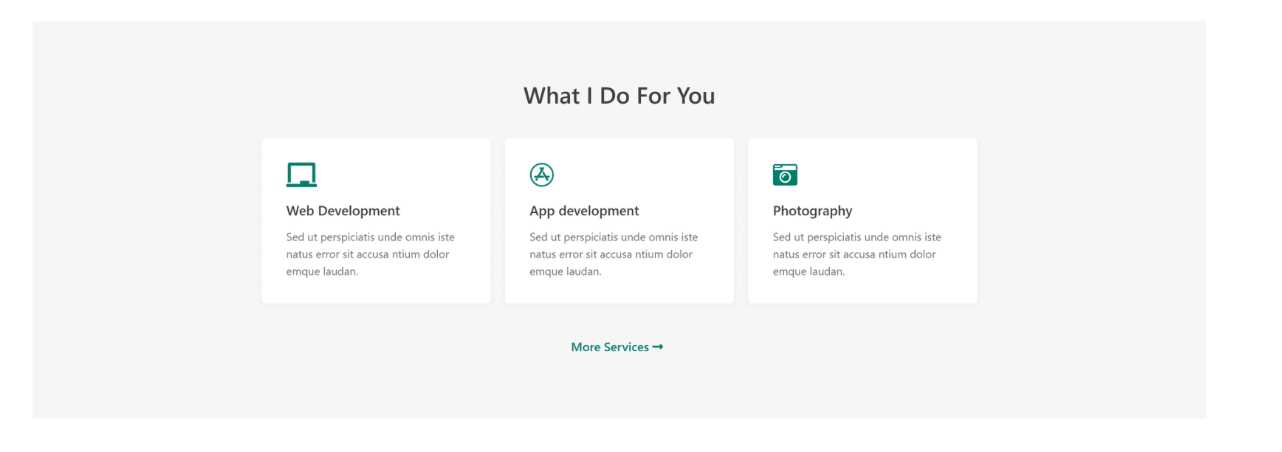 What I Do For You
Web Development
Sed ut perspiciatis unde omnis iste
natus error sit accusa ntium dolor
emque laudan.
App development
Sed ut perspiciatis unde omnis iste
natus error sit accusa ntium dolor
emque laudan.
Photography
Sed ut perspiciatis unde omnis iste
natus error sit accusa ntium dolor
emque laudan.
More Services →